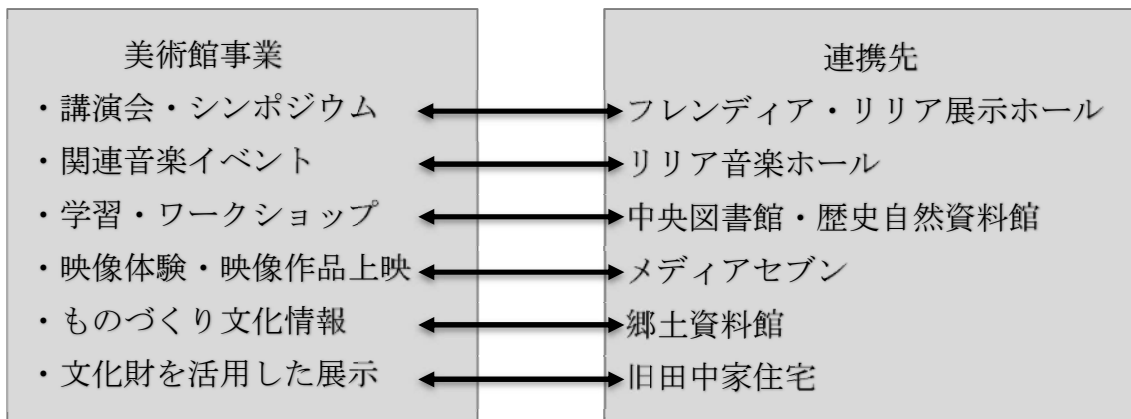 美術館事業
・講演会・シンポジウム
・関連音楽イベント
・学習・ワークショップ
・映像体験・映像作品上映
・ものづくり文化情報
・文化財を活用した展示
連携先
フレンディア・リリア展示ホール
リリア音楽ホール
中央図書館・歴史自然資料館
メディアセブン
郷土資料館
旧田中家住宅